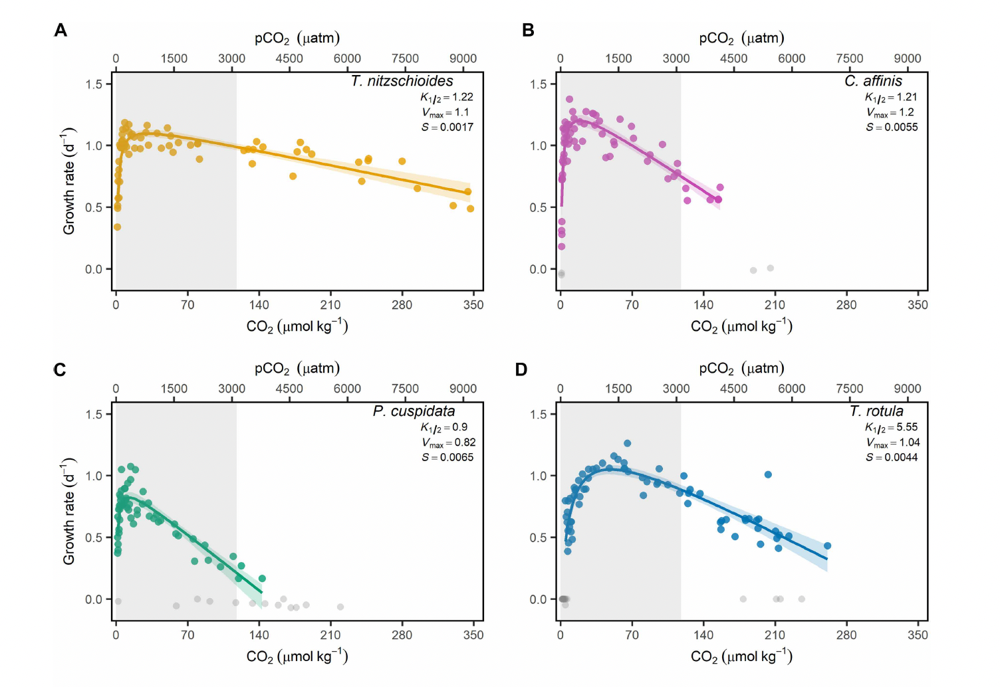 A
pCO2 (μatm)
0 1500 3000 4500 6000 7500 9000
T. nitzschioides
K1/2 = 1.22
Vmax = 1.1
S = 0.0017
1.5
1.0
0.5
0.0
Growth rate (d−1)
0 70 140 210 280 350
CO2 (μmol kg−1)
B
pCO2 (μatm)
0 1500 3000 4500 6000 7500 9000
C. affinis
K1/2 = 1.21
Vmax = 1.2
S = 0.0055
1.5
1.0
0.5
0.0
0 70 140 210 280 350
CO2 (μmol kg−1)
C
pCO2 (μatm)
0 1500 3000 4500 6000 7500 9000
P. cuspidata
K1/2 = 0.9
Vmax = 0.82
S = 0.0065
1.5
1.0
0.5
0.0
Growth rate (d−1)
0 70 140 210 280 350
CO2 (μmol kg−1)
D
pCO2 (μatm)
0 1500 3000 4500 6000 7500 9000
T. rotula
K1/2 = 5.55
Vmax = 1.04
S = 0.0044
1.5
1.0
0.5
0.0
0 70 140 210 280 350
CO2 (μmol kg−1)